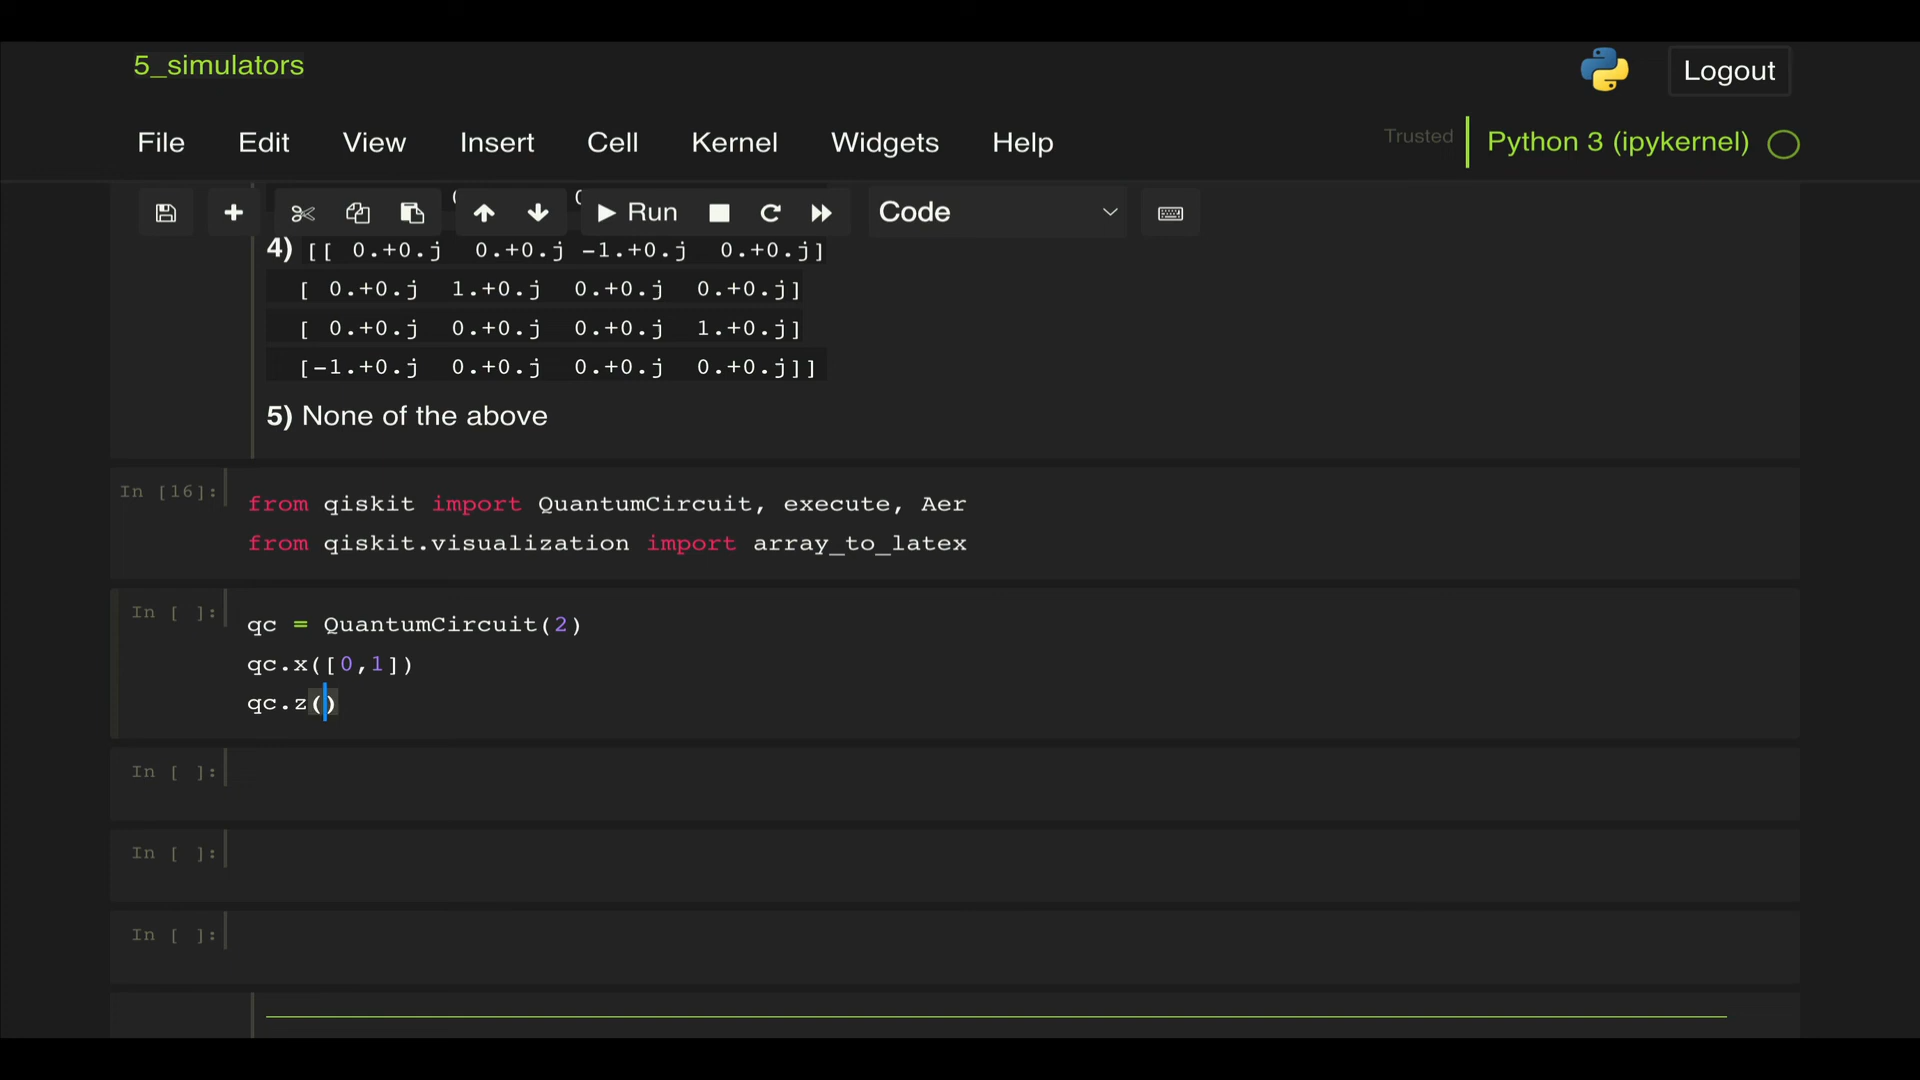 5_simulators
Logout
File Edit View Insert Cell Kernel Widgets Help
Trusted
Python 3 (ipykernel)
Run
Code
4) [[ 0.+0.j  0.+0.j -1.+0.j  0.+0.j]
[ 0.+0.j  1.+0.j  0.+0.j  0.+0.j]
[ 0.+0.j  0.+0.j  0.+0.j  1.+0.j]
[-1.+0.j  0.+0.j  0.+0.j  0.+0.j]]
5) None of the above
In [16]:
from qiskit import QuantumCircuit, execute, Aer
from qiskit.visualization import array_to_latex
In [ ]:
qc = QuantumCircuit(2)
qc.x([0,1])
qc.z()
In [ ]:
In [ ]:
In [ ]: